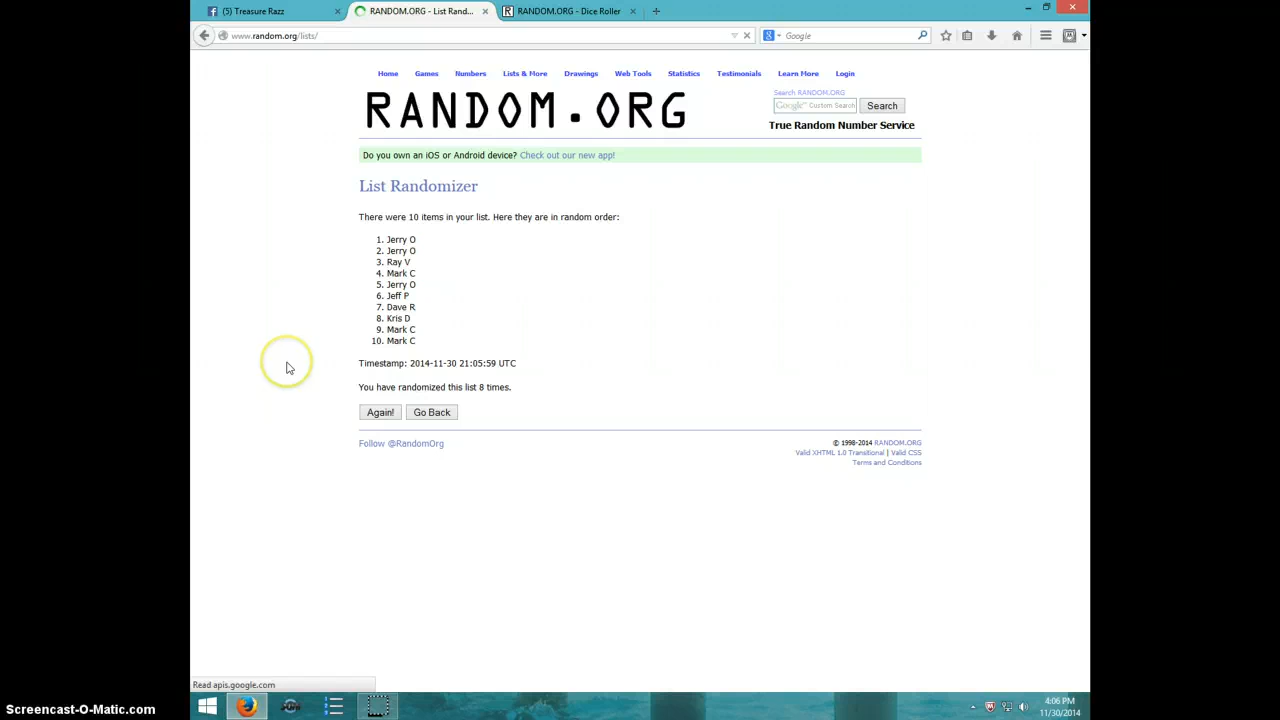 (5) Treasure Razz
RANDOM.ORG - List Rand...
RANDOM.ORG - Dice Roller
www.random.org/lists/
Google
Home Games Numbers Lists & More Drawings Web Tools Statistics Testimonials Learn More Login
RANDOM.ORG
Search RANDOM.ORG
Google™ Custom Search
Search
True Random Number Service
Do you own an iOS or Android device? Check out our new app!
List Randomizer
There were 10 items in your list. Here they are in random order:
1. Jerry O
2. Jerry O
3. Ray V
4. Mark C
5. Jerry O
6. Jeff P
7. Dave R
8. Kris D
9. Mark C
10. Mark C
Timestamp: 2014-11-30 21:05:59 UTC
You have randomized this list 8 times.
Again! Go Back
Follow @RandomOrg
© 1998-2014 RANDOM.ORG
Valid XHTML 1.0 Transitional | Valid CSS
Terms and Conditions
Read apis.google.com
4:06 PM
11/30/2014
Screencast-O-Matic.com